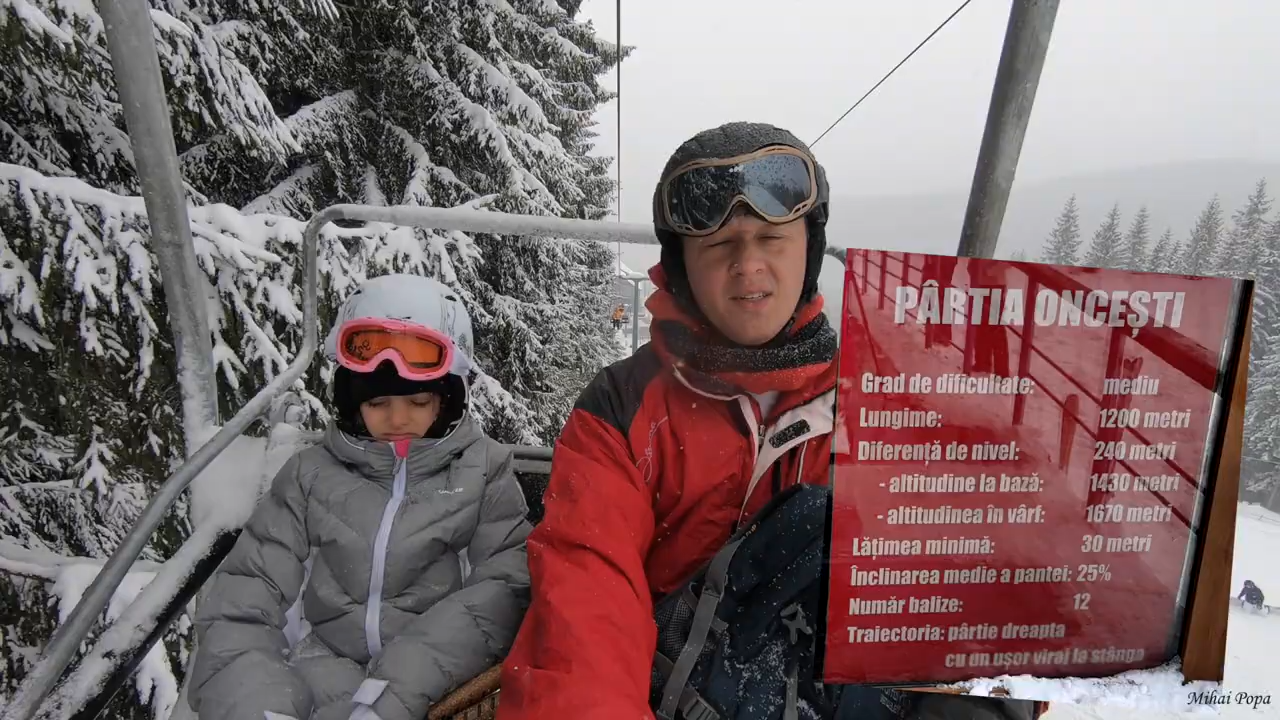 PÂRTIA ONCEȘTI
Grad de dificultate: mediu
Lungime: 1200 metri
Diferență de nivel: 240 metri
- altitudine la bază: 1430 metri
- altitudinea în vârf: 1670 metri
Lățimea minimă: 30 metri
Înclinarea medie a pantei: 25%
Număr balize: 12
Traiectoria: pârtie dreapta
cu un ușor viraj la stânga
Mihai Popa